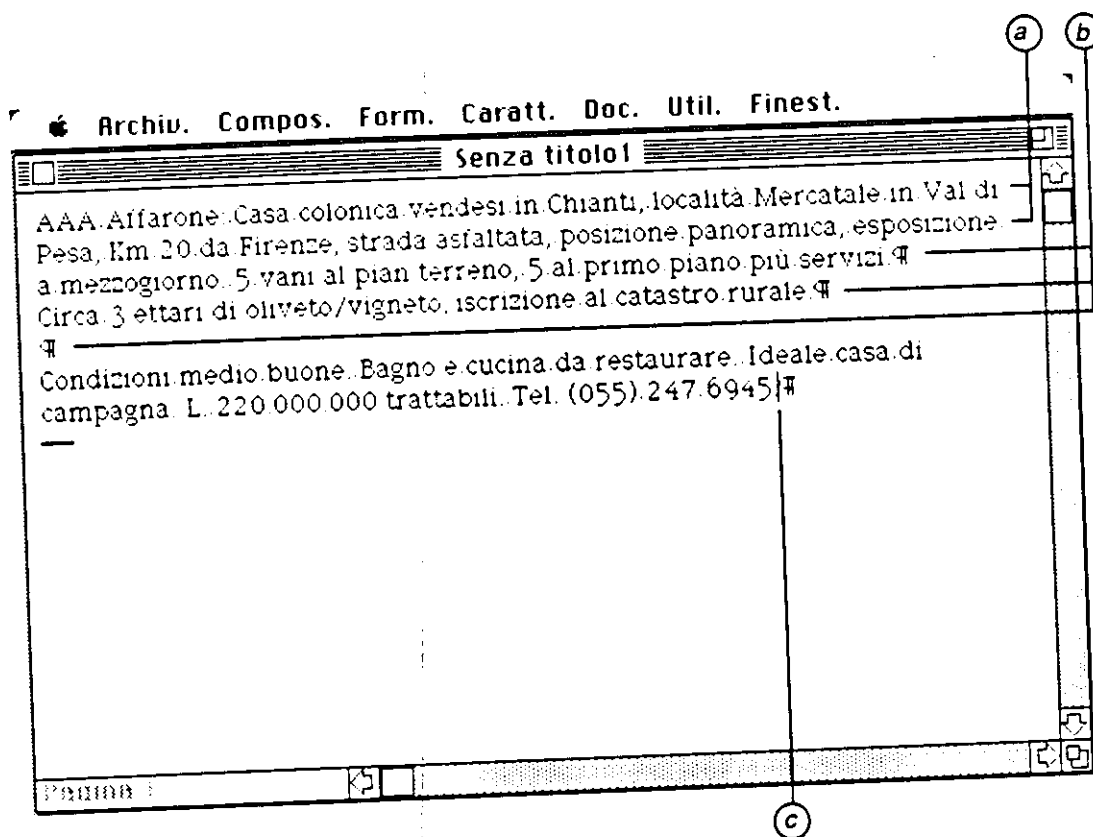 a b
Archiv. Compos. Form. Caratt. Doc. Util. Finest.
Senza titolo1
AAA Affarone: Casa colonica vendesi in Chianti, località Mercatale in Val di
Pesa, Km 20 da Firenze, strada asfaltata, posizione panoramica, esposizione
a mezzogiorno. 5 vani al pian terreno, 5 al primo piano più servizi.¶
Circa 3 ettari di oliveto/vigneto, iscrizione al catastro rurale.¶
¶
Condizioni medio buone. Bagno e cucina da restaurare. Ideale casa di
campagna. L. 220.000.000 trattabili. Tel. (055) 247.6945¶
Pagina 1
c